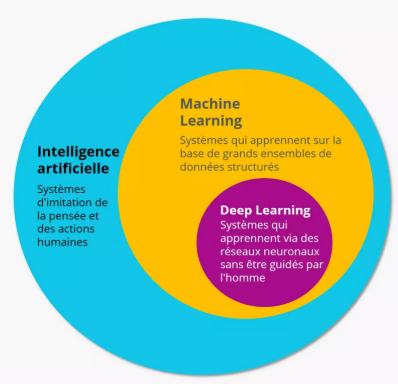 Machine
Learning
Systèmes qui apprennent sur la
base de grands ensembles de
données structurés
Intelligence
artificielle
Systèmes
d'imitation de
la pensée et
des actions
humaines
Deep Learning
Systèmes qui
apprennent via des
réseaux neuronaux
sans être guidés par
l'homme